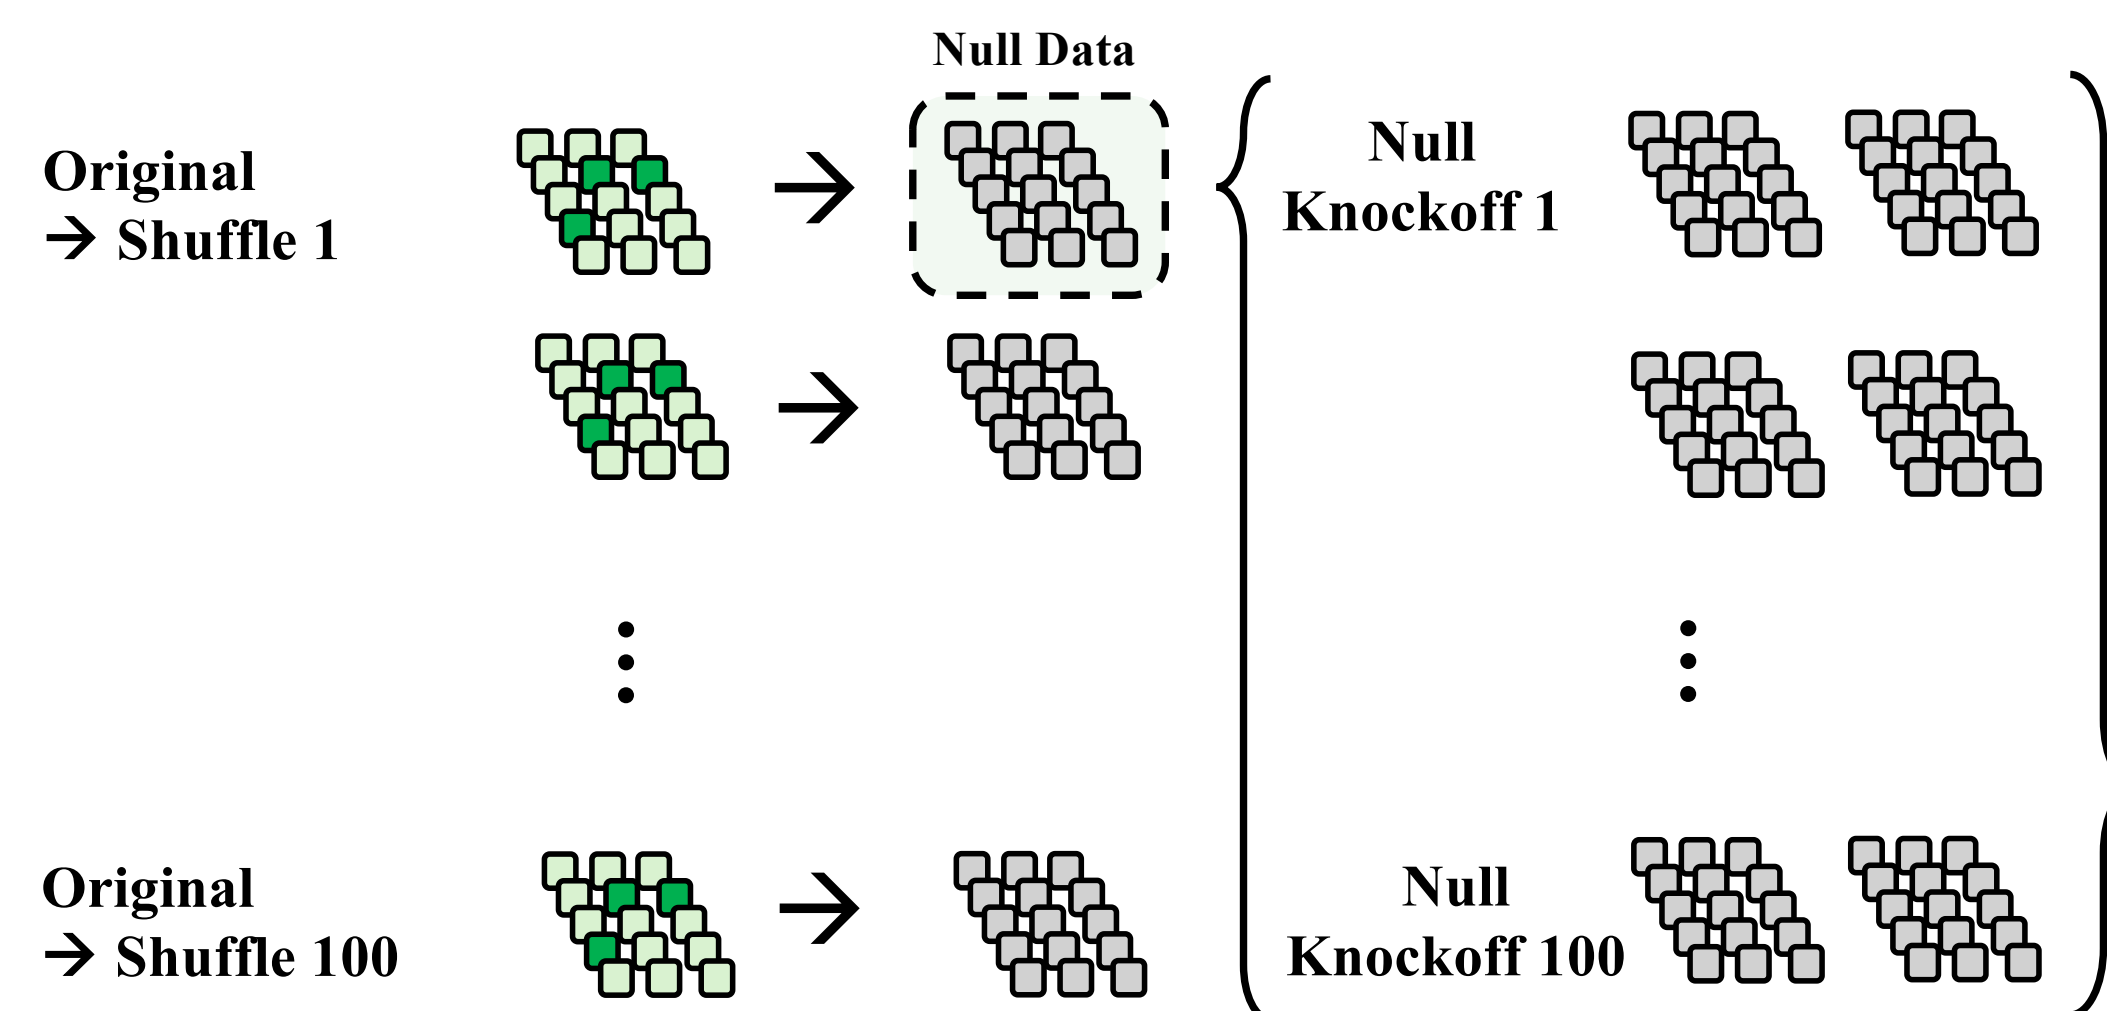 Null Data
Original
→ Shuffle 1
Null
Knockoff 1
Original
→ Shuffle 100
Null
Knockoff 100